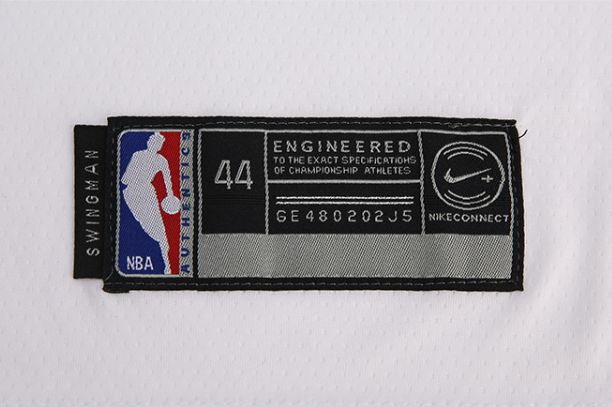 SWINGMAN
NBA
AUTHENTICS
44
ENGINEERED
TO THE EXACT SPECIFICATIONS
OF CHAMPIONSHIP ATHLETES
GE480202J5
NIKECONNECT